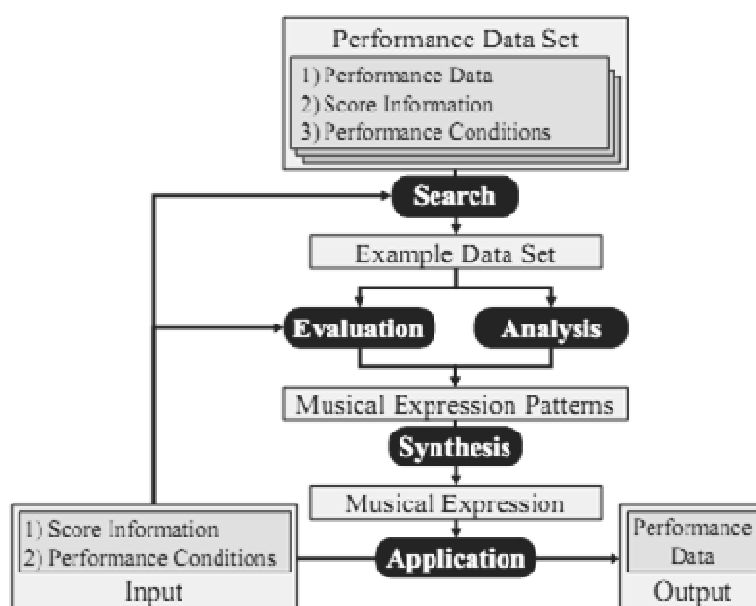 Performance Data Set
1) Performance Data
2) Score Information
3) Performance Conditions
Search
Example Data Set
Evaluation
Analysis
Musical Expression Patterns
Synthesis
Musical Expression
1) Score Information
2) Performance Conditions
Input
Application
Performance
Data
Output